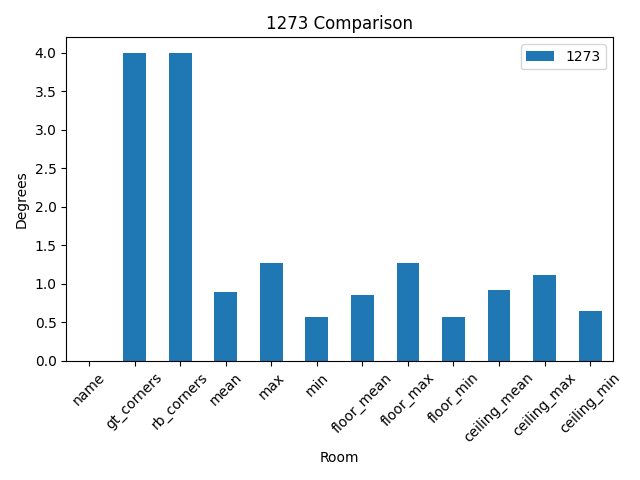 1273 Comparison
1273
Degrees
4.0
3.5
3.0
2.5
2.0
1.5
1.0
0.5
0.0
name
gt_corners
rb_corners
mean
max
min
floor_mean
floor_max
floor_min
ceiling_mean
ceiling_max
ceiling_min
Room